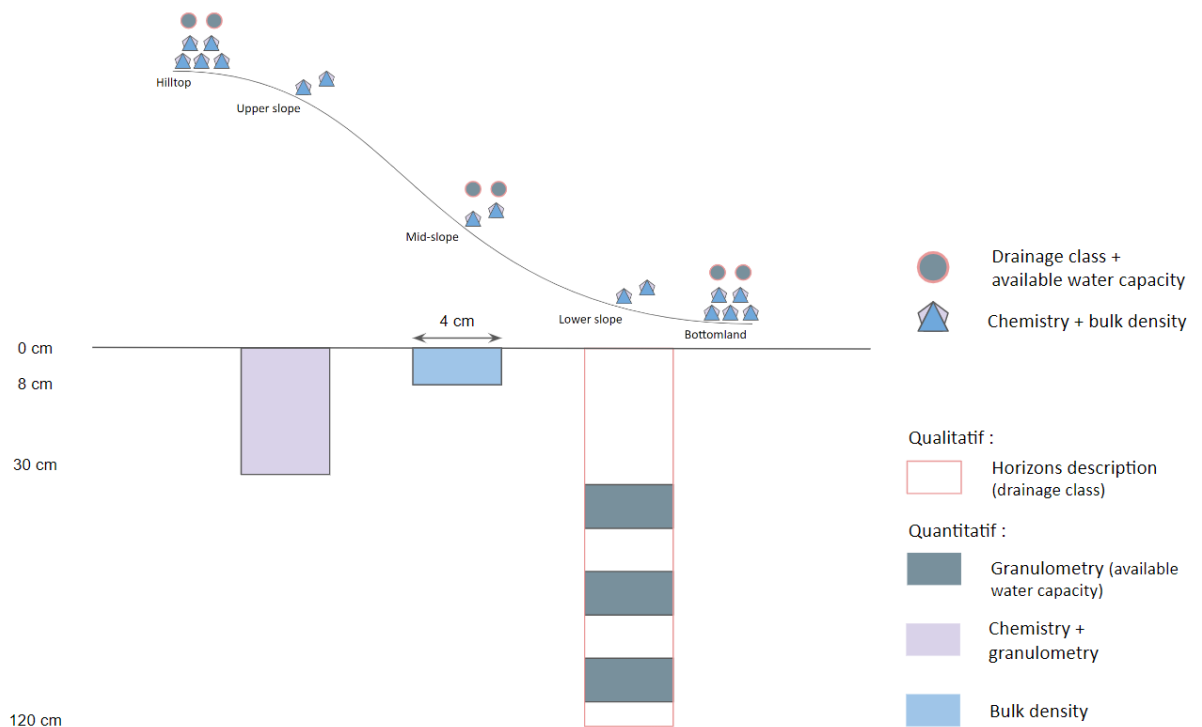 Hilltop
Upper slope
Mid-slope
Lower slope
Bottomland
4 cm
0 cm
8 cm
30 cm
120 cm
Drainage class +
available water capacity
Chemistry + bulk density
Qualitatif :
Horizons description
(drainage class)
Quantitatif :
Granulometry (available
water capacity)
Chemistry +
granulometry
Bulk density